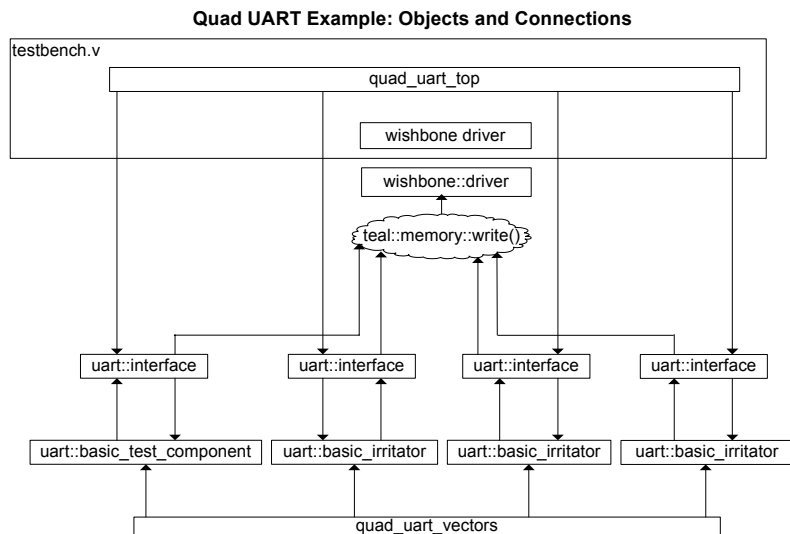 Quad UART Example: Objects and Connections
testbench.v
quad_uart_top
wishbone driver
wishbone::driver
teal::memory::write()
uart::interface
uart::interface
uart::interface
uart::interface
uart::basic_test_component
uart::basic_irritator
uart::basic_irritator
uart::basic_irritator
quad_uart_vectors